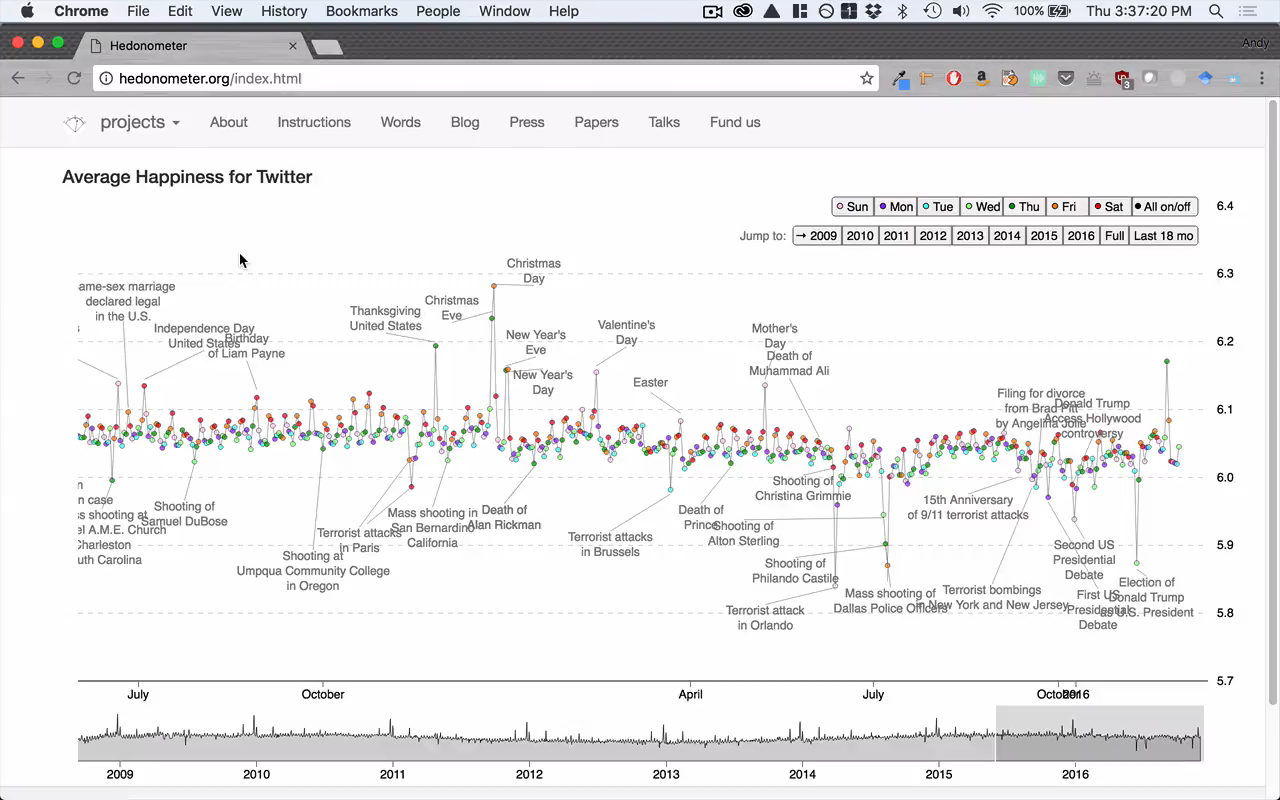 Chrome File Edit View History Bookmarks People Window Help 1 100% Thu 3:37:20 PM
Hedonometer
Andy
hedonometer.org/index.html
3
projects About Instructions Words Blog Press Papers Talks Fund us
Average Happiness for Twitter
Sun Mon Tue Wed Thu Fri Sat All on/off
6.4
Jump to: → 2009 2010 2011 2012 2013 2014 2015 2016 Full Last 18 mo
6.3
6.2
6.1
6.0
5.9
5.8
5.7
ame-sex marriage
declared legal
in the U.S.
Independence Day
United States
Birthday
of Liam Payne
Thanksgiving
United States
Christmas
Eve
Christmas
Day
New Year's
Eve
New Year's
Day
Valentine's
Day
Easter
Mother's
Day
Death of
Muhammad Ali
Filing for divorce
from Brad Pitt
by Angelina Jolie
Donald Trump
Access Hollywood
controversy
n case
ss shooting at
el A.M.E. Church
Charleston
uth Carolina
Shooting of
Samuel DuBose
Shooting at
Umpqua Community College
in Oregon
Terrorist attacks
in Paris
Mass shooting in
San Bernardino
California
Death of
Alan Rickman
Terrorist attacks
in Brussels
Death of
Prince
Shooting of
Christina Grimmie
Shooting of
Alton Sterling
Shooting of
Philando Castile
Terrorist attack
in Orlando
Mass shooting of
Dallas Police Officers
15th Anniversary
of 9/11 terrorist attacks
Terrorist bombings
in New York and New Jersey
First US
Presidential
Debate
Second US
Presidential
Debate
Election of
Donald Trump
as U.S. President
July October April July October 2016
2009 2010 2011 2012 2013 2014 2015 2016